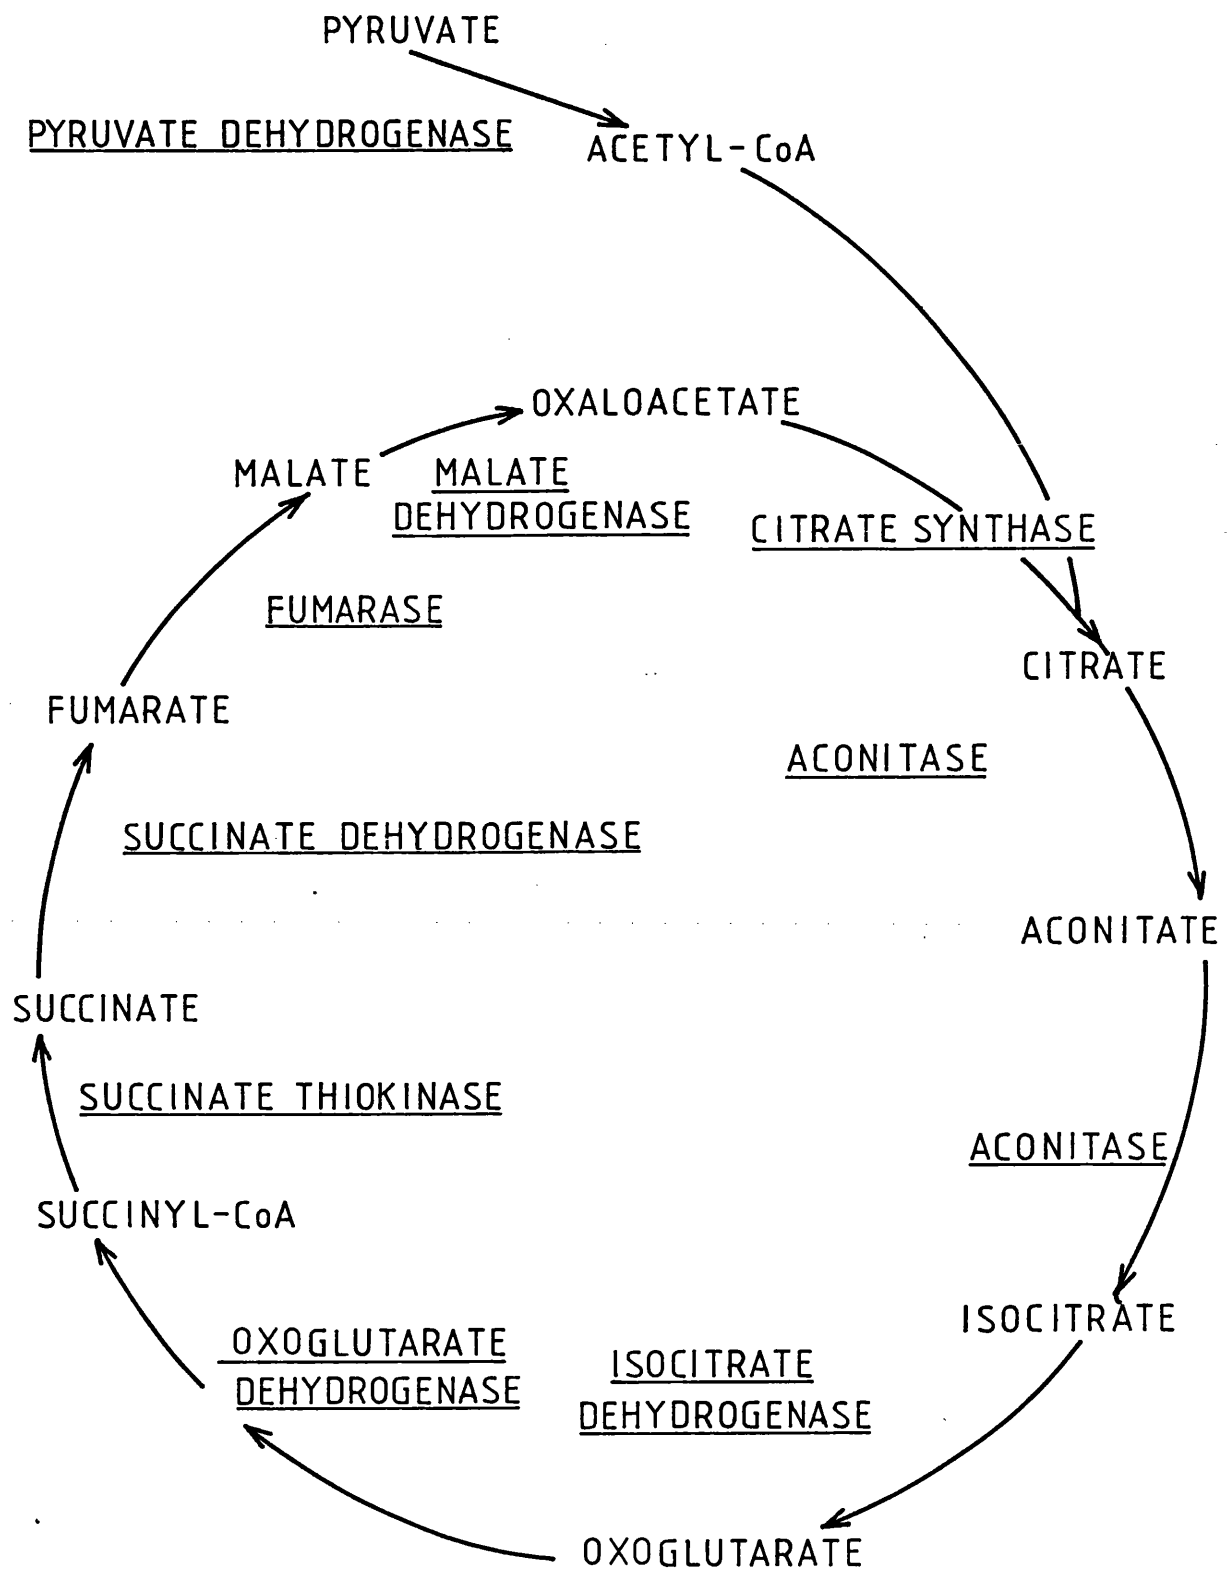 PYRUVATE
PYRUVATE DEHYDROGENASE
ACETYL-CoA
OXALOACETATE
MALATE
MALATE
DEHYDROGENASE
CITRATE SYNTHASE
FUMARASE
CITRATE
FUMARATE
ACONITASE
SUCCINATE DEHYDROGENASE
ACONITATE
SUCCINATE
SUCCINATE THIOKINASE
ACONITASE
SUCCINYL-CoA
ISOCITRATE
OXOGLUTARATE
DEHYDROGENASE
ISOCITRATE
DEHYDROGENASE
OXOGLUTARATE